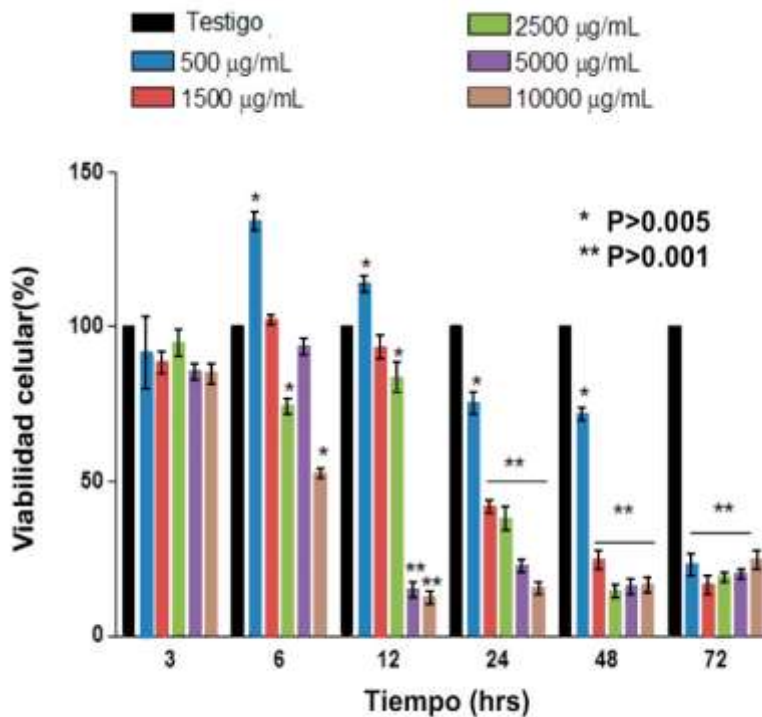 Testigo
500 μg/mL
1500 μg/mL
2500 μg/mL
5000 μg/mL
10000 μg/mL
150
* P>0.005
** P>0.001
100
50
0
Viabilidad celular(%)
* * * * * ** ** * ** * ** **
3 6 12 24 48 72
Tiempo (hrs)